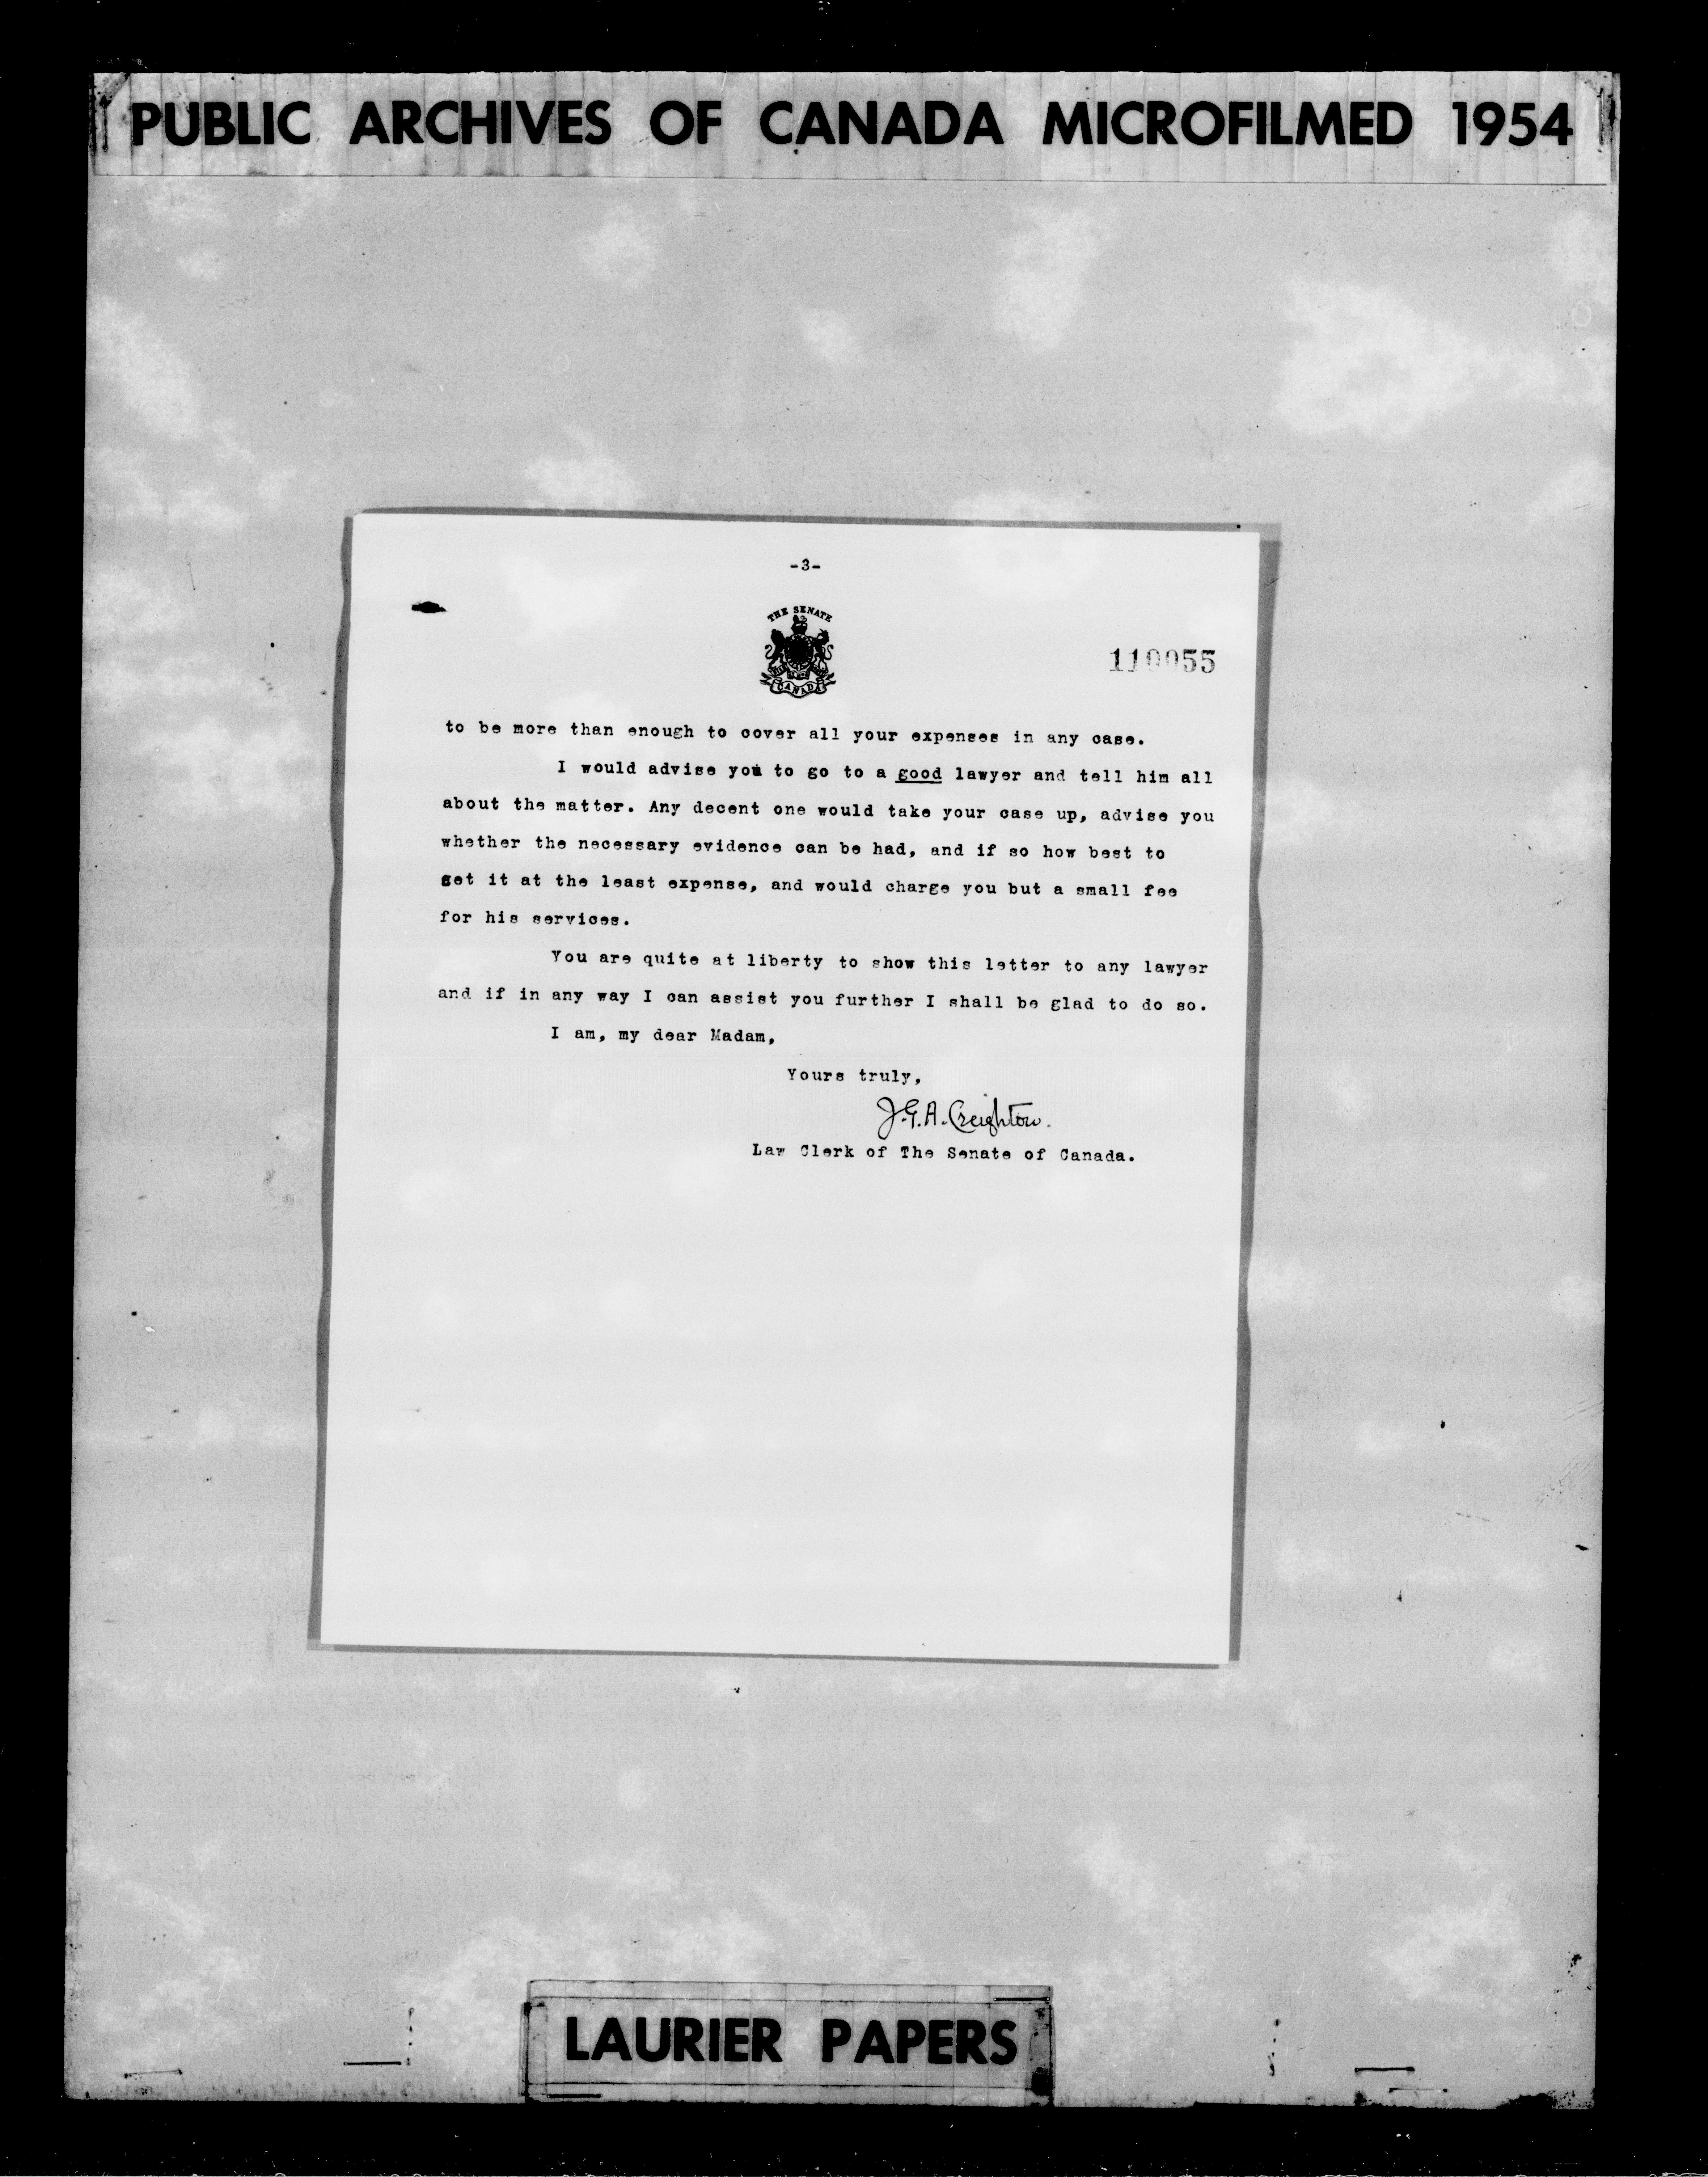 PUBLIC ARCHIVES OF CANADA MICROFILMED 1954
-3-
THE SENATE
CANADA
110055
to be more than enough to cover all your expenses in any case.
I would advise you to go to a good lawyer and tell him all
about the matter. Any decent one would take your case up, advise you
whether the necessary evidence can be had, and if so how best to
get it at the least expense, and would charge you but a small fee
for his services.
You are quite at liberty to show this letter to any lawyer
and if in any way I can assist you further I shall be glad to do so.
I am, my dear Madam,
Yours truly,
J.G.A. Creighton.
Law Clerk of The Senate of Canada.
LAURIER PAPERS